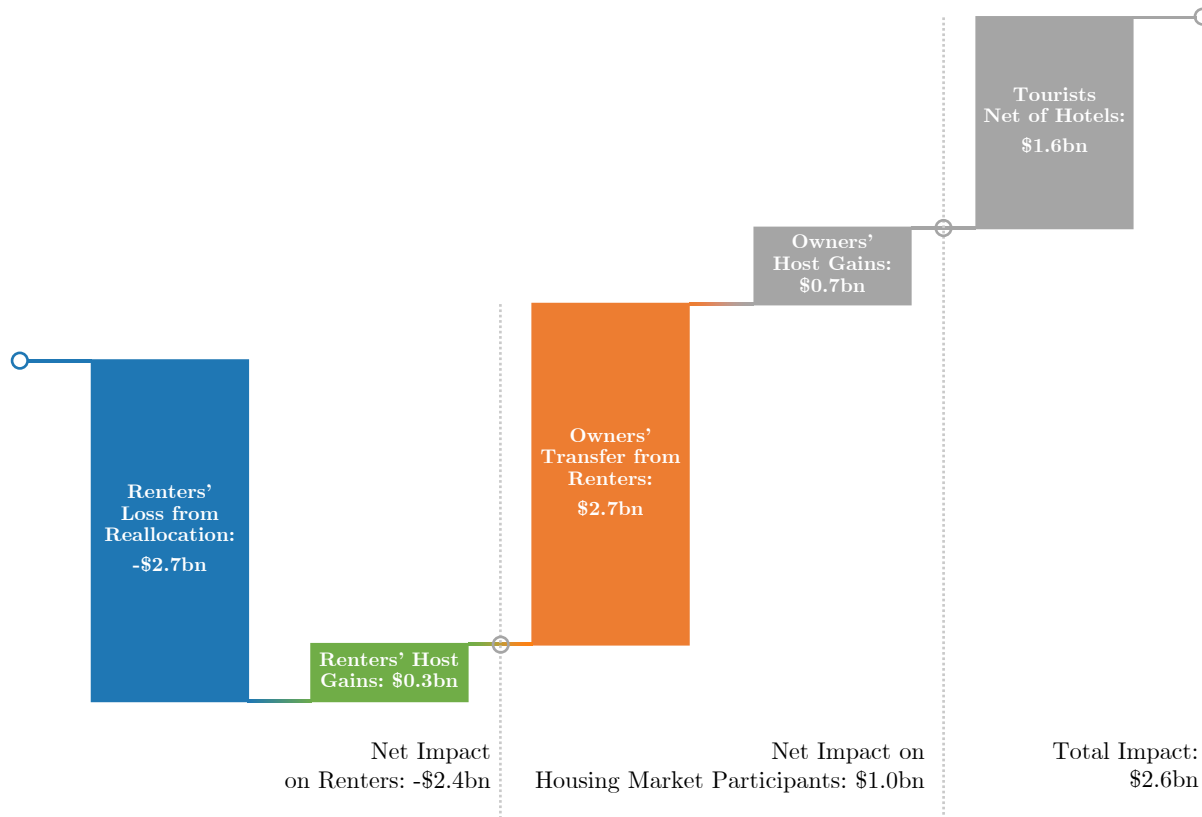 Renters’
Loss from
Reallocation:
-$2.7bn
Renters’ Host
Gains: $0.3bn
Owners’
Transfer from
Renters:
$2.7bn
Owners’
Host Gains:
$0.7bn
Tourists
Net of Hotels:
$1.6bn
Net Impact
on Renters: -$2.4bn
Net Impact on
Housing Market Participants: $1.0bn
Total Impact:
$2.6bn